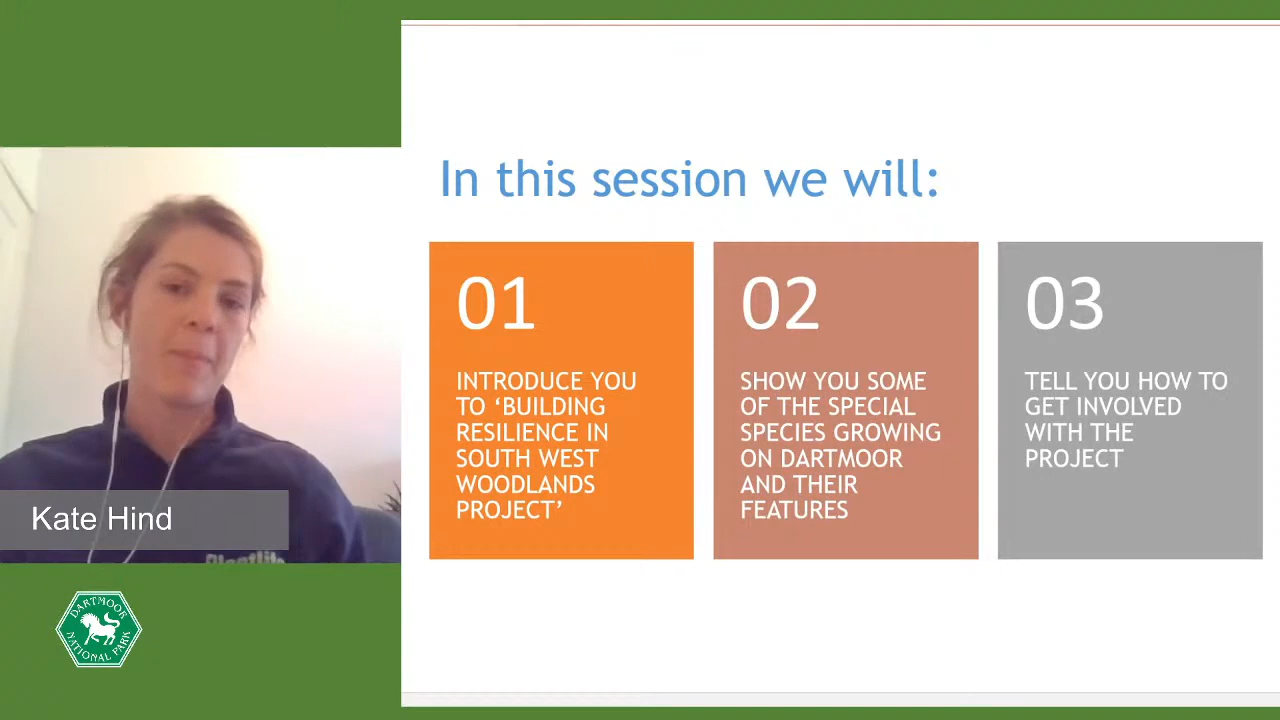 In this session we will:
01
INTRODUCE YOU
TO ‘BUILDING
RESILIENCE IN
SOUTH WEST
WOODLANDS
PROJECT’
02
SHOW YOU SOME
OF THE SPECIAL
SPECIES GROWING
ON DARTMOOR
AND THEIR
FEATURES
03
TELL YOU HOW TO
GET INVOLVED
WITH THE
PROJECT
Kate Hind
DARTMOOR
NATIONAL PARK